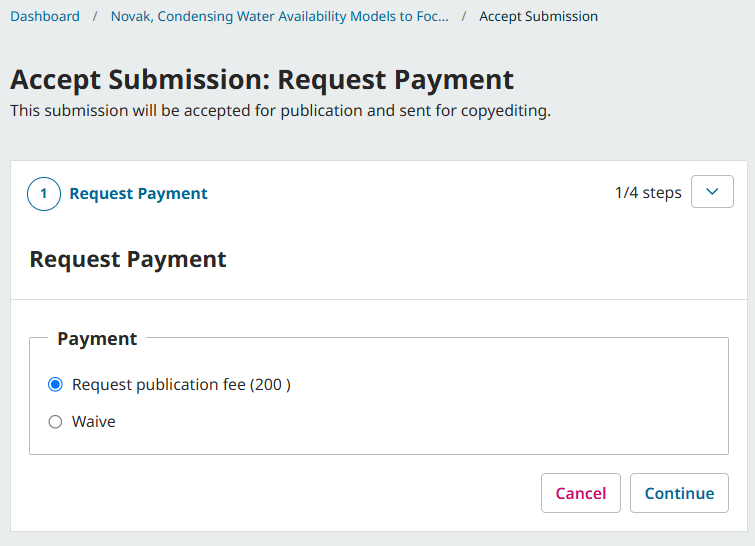 Dashboard / Novak, Condensing Water Availability Models to Foc... / Accept Submission
Accept Submission: Request Payment
This submission will be accepted for publication and sent for copyediting.
1 Request Payment 1/4 steps
Request Payment
Payment
Request publication fee (200 )
Waive
Cancel Continue